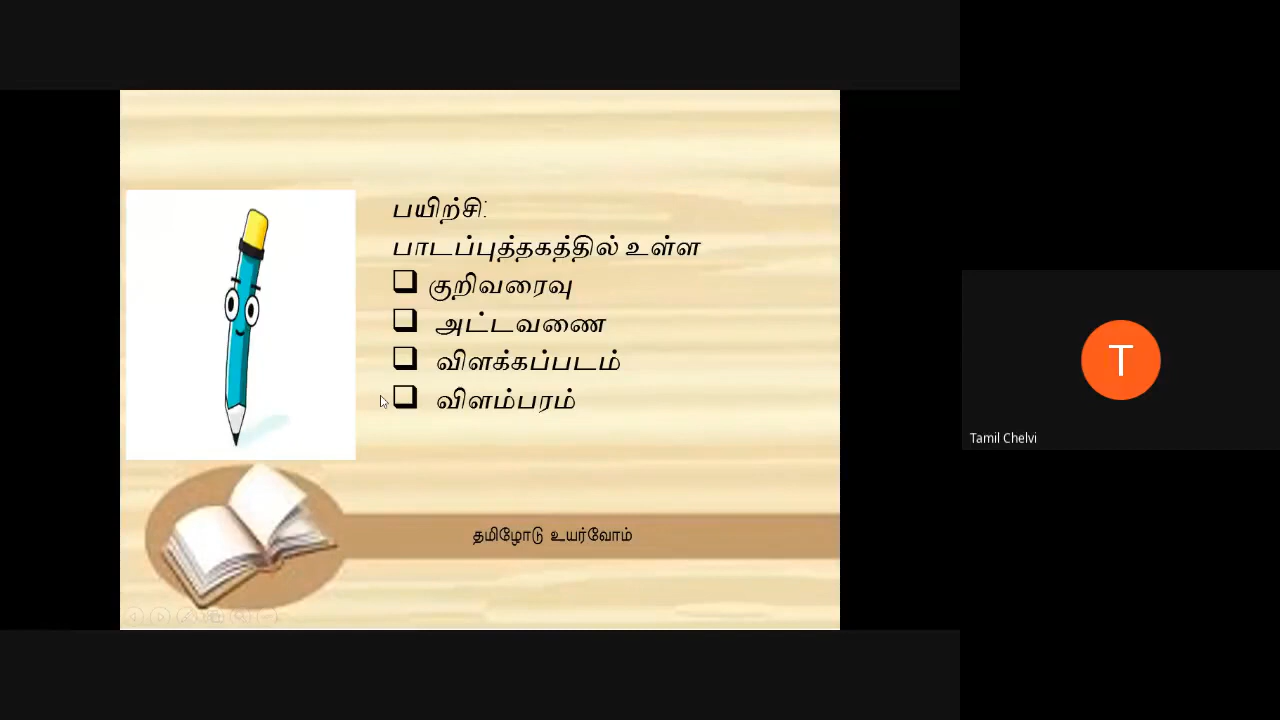 பயிற்சி:
பாடப்புத்தகத்தில் உள்ள
குறிவரைவு
அட்டவணை
விளக்கப்படம்
விளம்பரம்
தமிழோடு உயர்வோம்
T
Tamil Chelvi